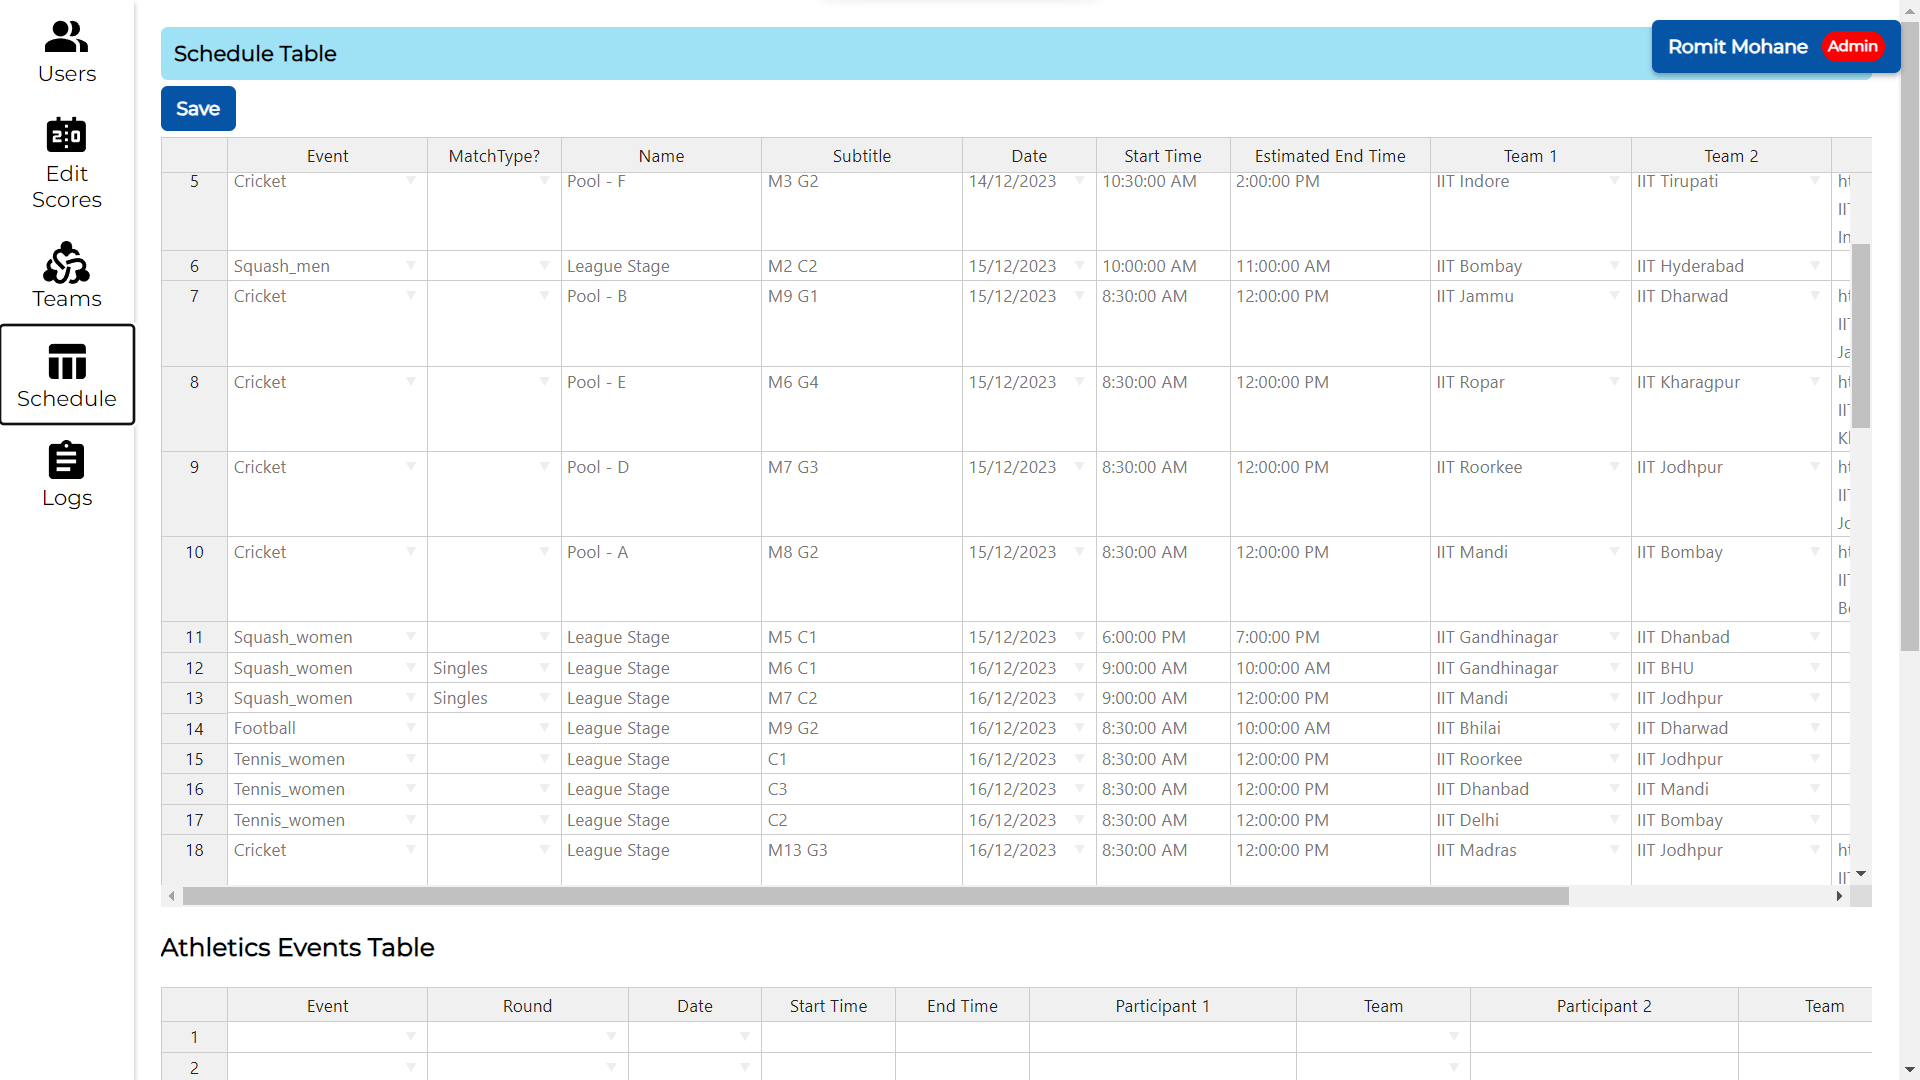 Users
Edit
Scores
Teams
Schedule
Logs
Schedule Table
Romit Mohane Admin
Save
Event MatchType? Name Subtitle Date Start Time Estimated End Time Team 1 Team 2
5 Cricket Pool - F M3 G2 14/12/2023 10:30:00 AM 2:00:00 PM IIT Indore IIT Tirupati
6 Squash_men League Stage M2 C2 15/12/2023 10:00:00 AM 11:00:00 AM IIT Bombay IIT Hyderabad
7 Cricket Pool - B M9 G1 15/12/2023 8:30:00 AM 12:00:00 PM IIT Jammu IIT Dharwad
8 Cricket Pool - E M6 G4 15/12/2023 8:30:00 AM 12:00:00 PM IIT Ropar IIT Kharagpur
9 Cricket Pool - D M7 G3 15/12/2023 8:30:00 AM 12:00:00 PM IIT Roorkee IIT Jodhpur
10 Cricket Pool - A M8 G2 15/12/2023 8:30:00 AM 12:00:00 PM IIT Mandi IIT Bombay
11 Squash_women League Stage M5 C1 15/12/2023 6:00:00 PM 7:00:00 PM IIT Gandhinagar IIT Dhanbad
12 Squash_women Singles League Stage M6 C1 16/12/2023 9:00:00 AM 10:00:00 AM IIT Gandhinagar IIT BHU
13 Squash_women Singles League Stage M7 C2 16/12/2023 9:00:00 AM 12:00:00 PM IIT Mandi IIT Jodhpur
14 Football League Stage M9 G2 16/12/2023 8:30:00 AM 10:00:00 AM IIT Bhilai IIT Dharwad
15 Tennis_women League Stage C1 16/12/2023 8:30:00 AM 12:00:00 PM IIT Roorkee IIT Jodhpur
16 Tennis_women League Stage C3 16/12/2023 8:30:00 AM 12:00:00 PM IIT Dhanbad IIT Mandi
17 Tennis_women League Stage C2 16/12/2023 8:30:00 AM 12:00:00 PM IIT Delhi IIT Bombay
18 Cricket League Stage M13 G3 16/12/2023 8:30:00 AM 12:00:00 PM IIT Madras IIT Jodhpur
Athletics Events Table
Event Round Date Start Time End Time Participant 1 Team Participant 2 Team
1
2